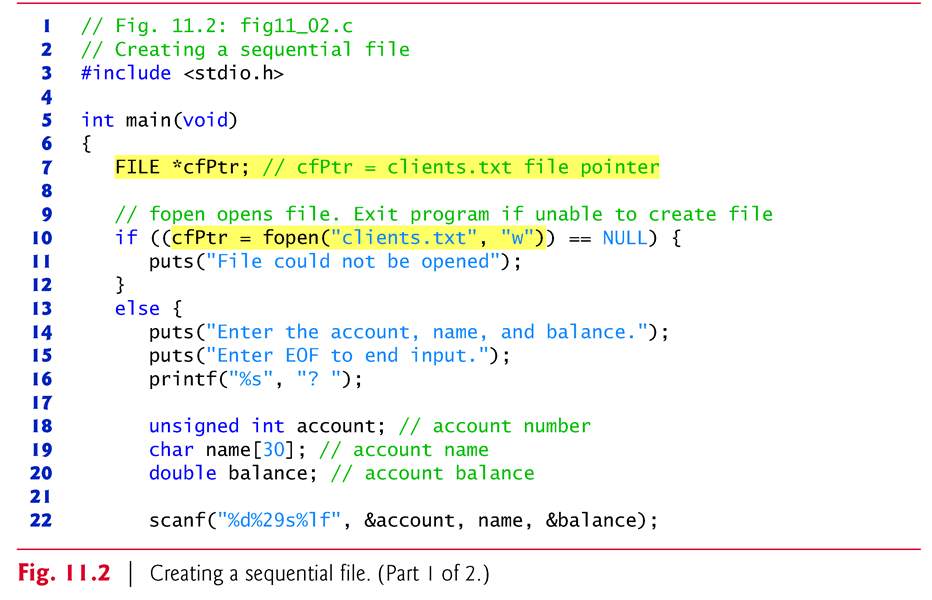 1 // Fig. 11.2: fig11_02.c
2 // Creating a sequential file
3 #include <stdio.h>
4
5 int main(void)
6 {
7    FILE *cfPtr; // cfPtr = clients.txt file pointer
8
9    // fopen opens file. Exit program if unable to create file
10    if ((cfPtr = fopen("clients.txt", "w")) == NULL) {
11       puts("File could not be opened");
12    }
13    else {
14       puts("Enter the account, name, and balance.");
15       puts("Enter EOF to end input.");
16       printf("%s", "? ");
17
18       unsigned int account; // account number
19       char name[30]; // account name
20       double balance; // account balance
21
22       scanf("%d%29s%lf", &account, name, &balance);
Fig. 11.2 | Creating a sequential file. (Part 1 of 2.)